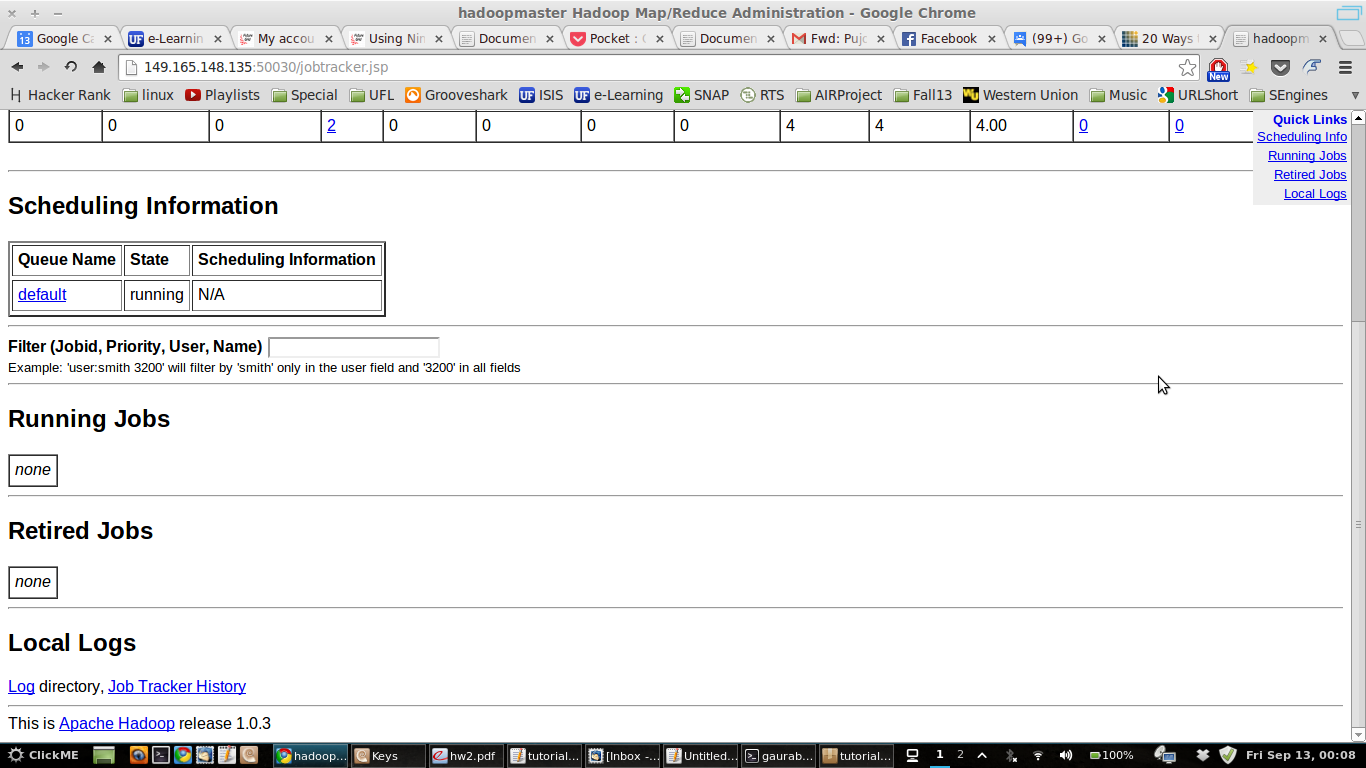 hadoopmaster Hadoop Map/Reduce Administration - Google Chrome
13 Google Ca UF e-Learnin My accou Using Nin Documen Pocket : Documen Fwd: Pujo Facebook (99+) Go 20 Ways hadoopm
149.165.148.135:50030/jobtracker.jsp New
Hacker Rank linux Playlists Special UFL Grooveshark UF ISIS UF e-Learning SNAP RTS AIRProject Fall13 Western Union Music URLShort SEngines
0 0 0 2 0 0 0 0 4 4 4.00 0 0
Quick Links
Scheduling Info
Running Jobs
Retired Jobs
Local Logs
Scheduling Information
Queue Name State Scheduling Information
default running N/A
Filter (Jobid, Priority, User, Name)
Example: 'user:smith 3200' will filter by 'smith' only in the user field and '3200' in all fields
Running Jobs
none
Retired Jobs
none
Local Logs
Log directory, Job Tracker History
This is Apache Hadoop release 1.0.3
ClickME hadoop... Keys hw2.pdf tutorial... [Inbox -... Untitled... gaurab... tutorial... 1 2 100% Fri Sep 13, 00:08